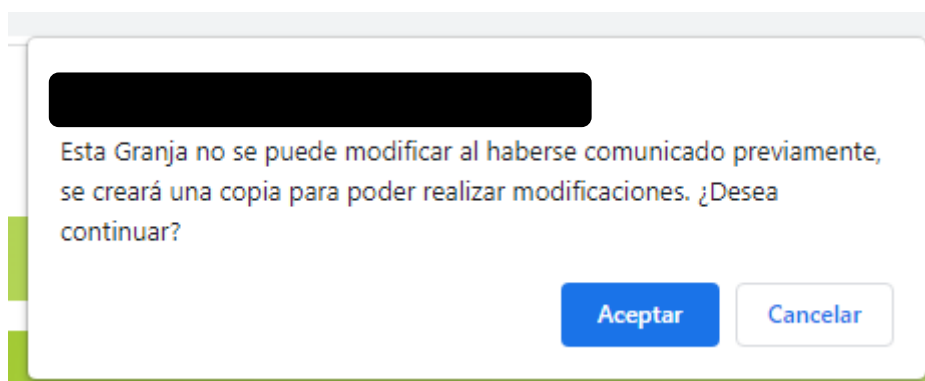 Esta Granja no se puede modificar al haberse comunicado previamente,
se creará una copia para poder realizar modificaciones. ¿Desea
continuar?
Aceptar Cancelar